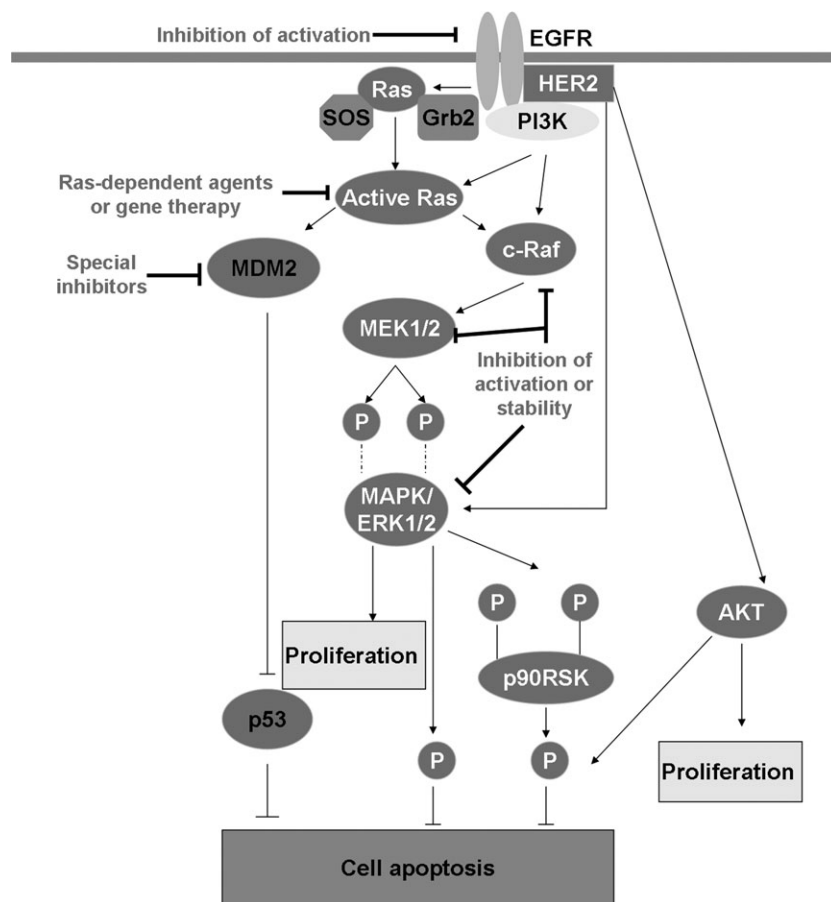 Inhibition of activation
EGFR
HER2
Ras
SOS
Grb2
PI3K
Ras-dependent agents
or gene therapy
Active Ras
c-Raf
Special
inhibitors
MDM2
MEK1/2
Inhibition of
activation or
stability
P
P
MAPK/
ERK1/2
P
P
AKT
Proliferation
p90RSK
p53
P
P
Proliferation
Cell apoptosis